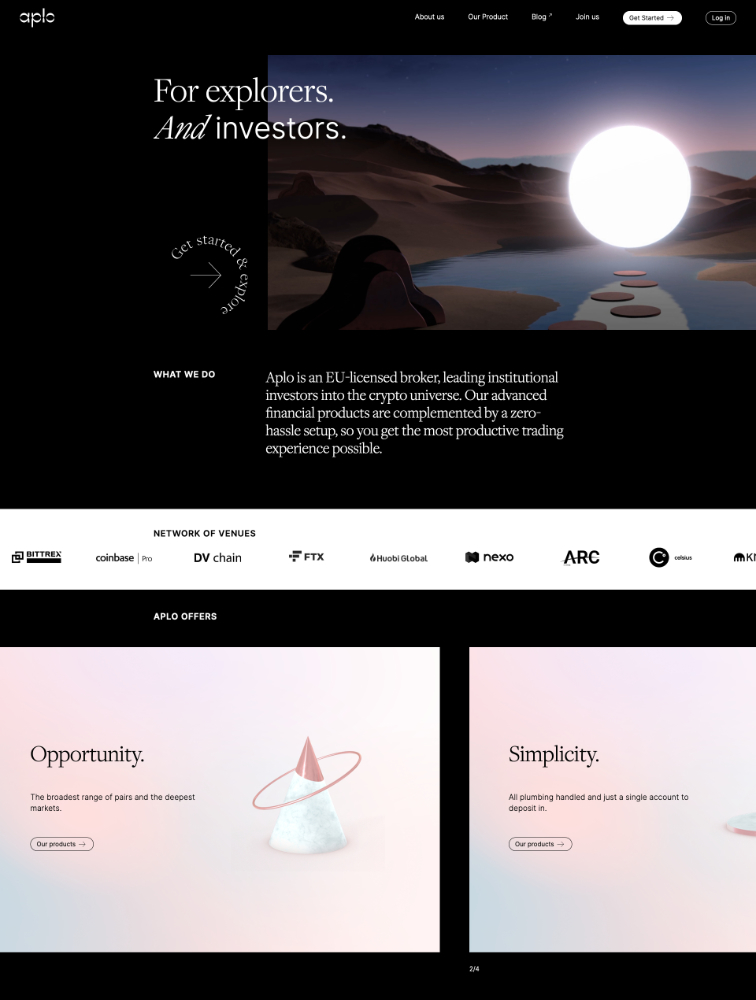 aplo
About us
Our Product
Blog ↗
Join us
Get Started →
Log in
For explorers.
And investors.
Get started & explore
WHAT WE DO
Aplo is an EU-licensed broker, leading institutional
investors into the crypto universe. Our advanced
financial products are complemented by a zero-
hassle setup, so you get the most productive trading
experience possible.
NETWORK OF VENUES
BITTREX
coinbase | Pro
DV chain
FTX
Huobi Global
nexo
ARC
celsius
APLO OFFERS
Opportunity.
The broadest range of pairs and the deepest
markets.
Our products →
Simplicity.
All plumbing handled and just a single account to
deposit in.
Our products →
2/4